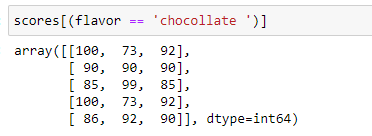 scores[(flavor == 'chocollate ')]
array([[100,  73,  92],
       [ 90,  90,  90],
       [ 85,  99,  85],
       [100,  73,  92],
       [ 86,  92,  90]], dtype=int64)